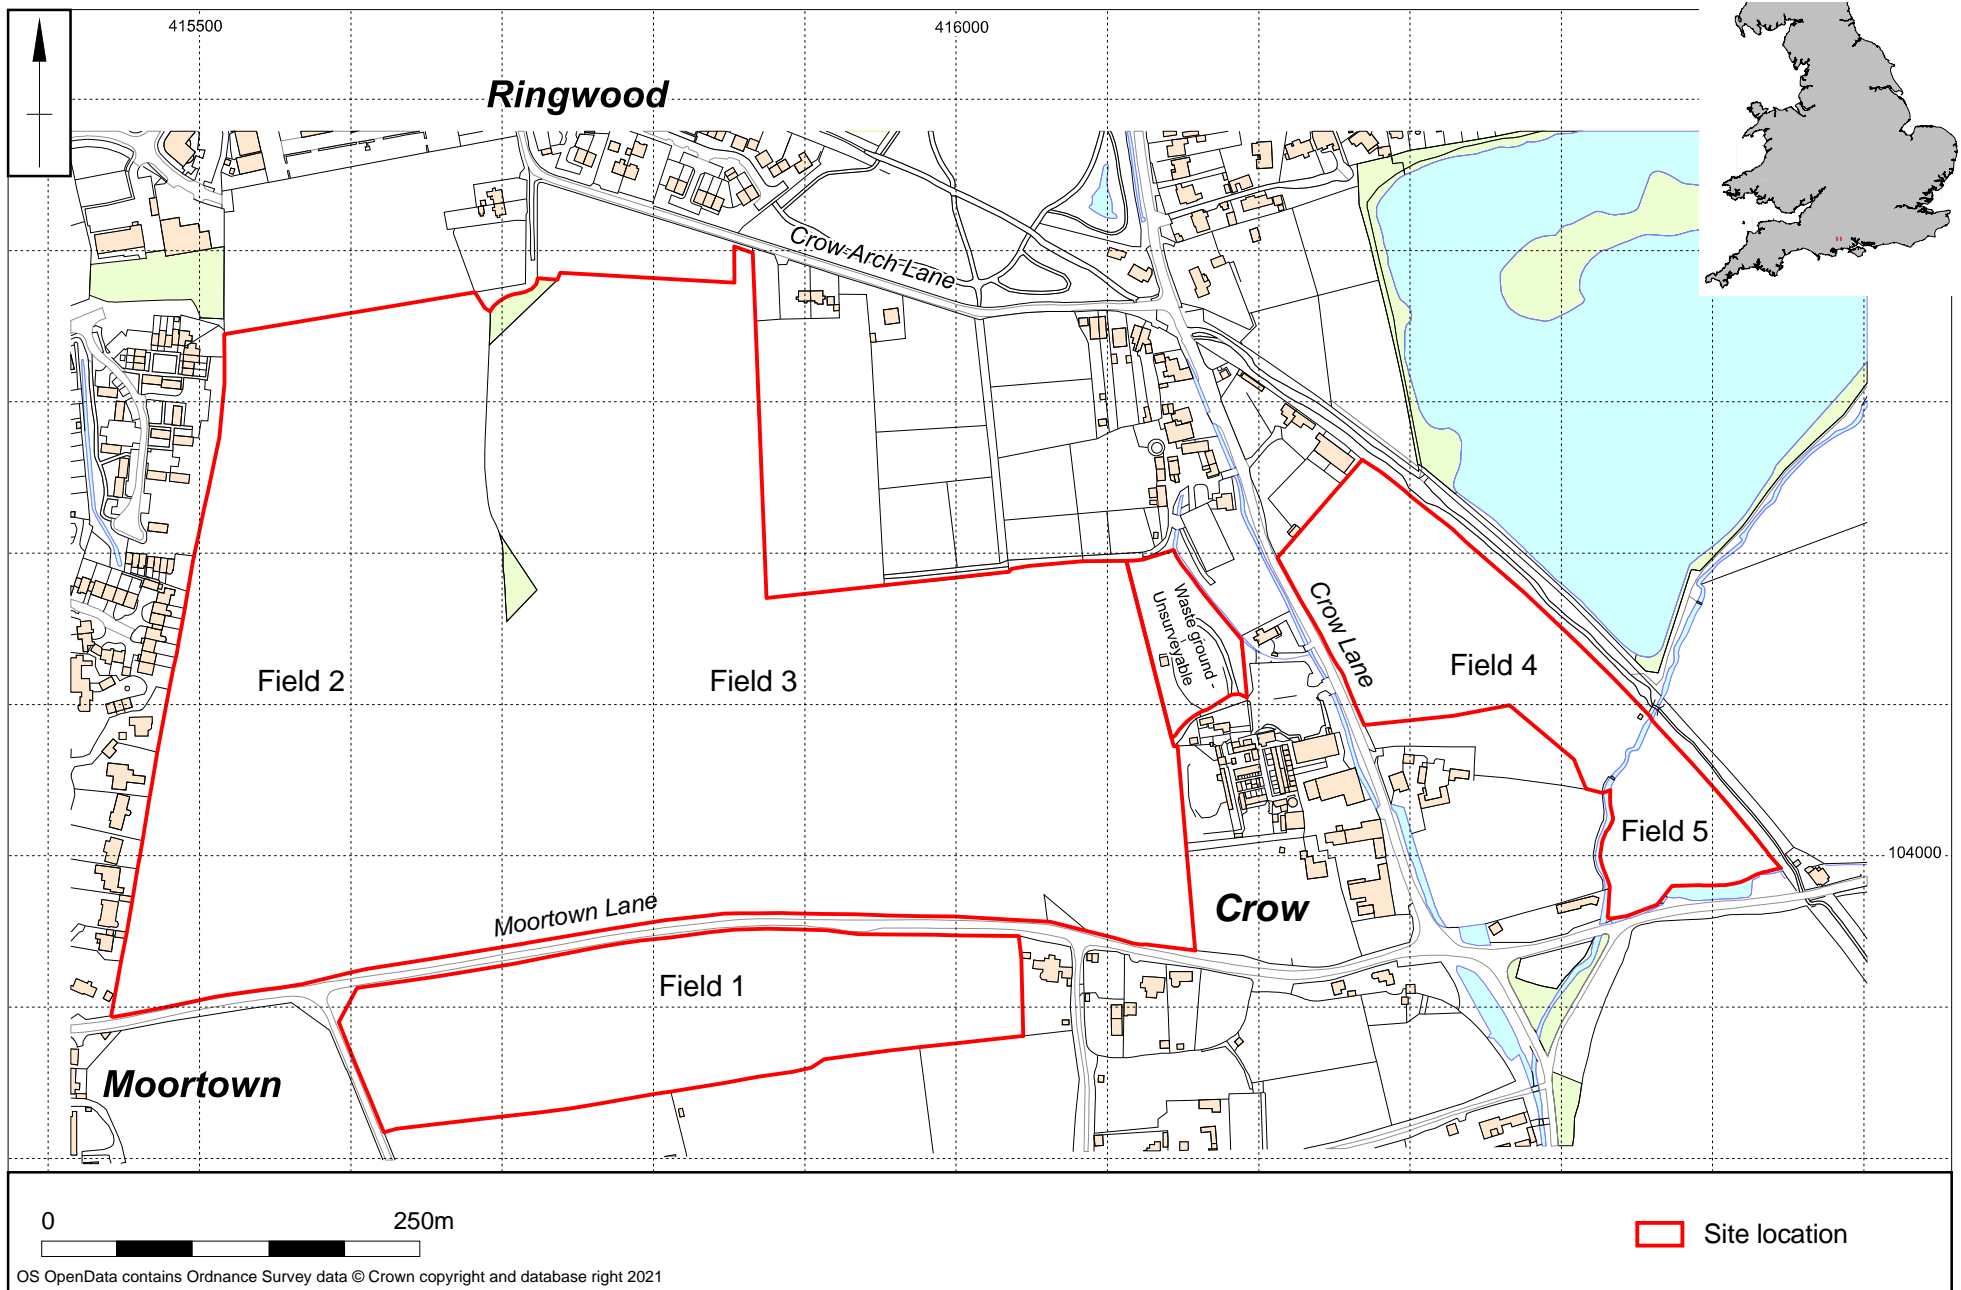 415500
416000
Ringwood
Crow Arch Lane
Waste ground -
Unsurveyable
Crow Lane
Field 4
Field 2
Field 3
Field 5
104000
Moortown Lane
Crow
Field 1
Moortown
0
250m
Site location
OS OpenData contains Ordnance Survey data © Crown copyright and database right 2021